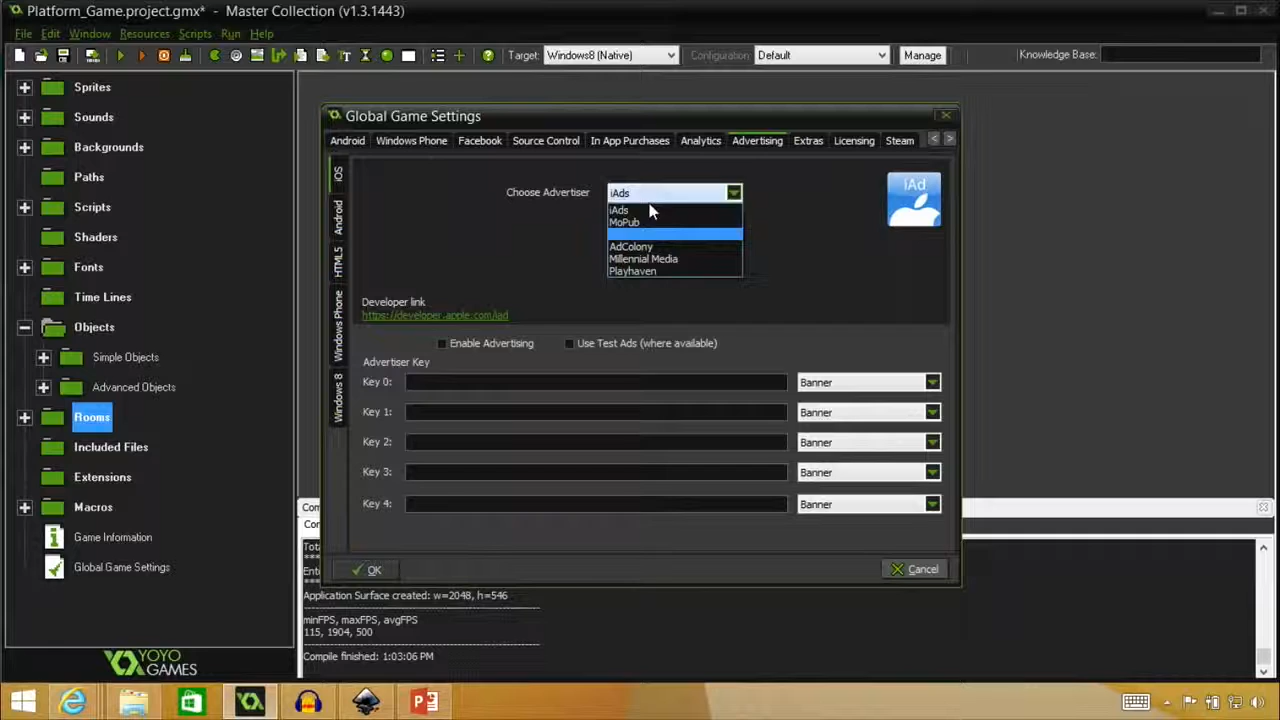 Platform_Game.project.gmx* - Master Collection (v1.3.1443)
File Edit Window Resources Scripts Run Help
Target: Windows8 (Native) Configuration: Default Manage Knowledge Base:
Sprites
Sounds
Backgrounds
Paths
Scripts
Shaders
Fonts
Time Lines
Objects
Simple Objects
Advanced Objects
Rooms
Included Files
Extensions
Macros
Game Information
Global Game Settings
YOYO
GAMES
Global Game Settings
Android Windows Phone Facebook Source Control In App Purchases Analytics Advertising Extras Licensing Steam
iOS
Android
HTML5
Windows Phone
Windows 8
Choose Advertiser iAds
iAds
MoPub
AdColony
Millennial Media
Playhaven
iAd
Developer link
https://developer.apple.com/iad
Enable Advertising Use Test Ads (where available)
Advertiser Key
Key 0: Banner
Key 1: Banner
Key 2: Banner
Key 3: Banner
Key 4: Banner
OK Cancel
Application Surface created: w=2048, h=546
minFPS, maxFPS, avgFPS
115, 1904, 500
Compile finished: 1:03:06 PM